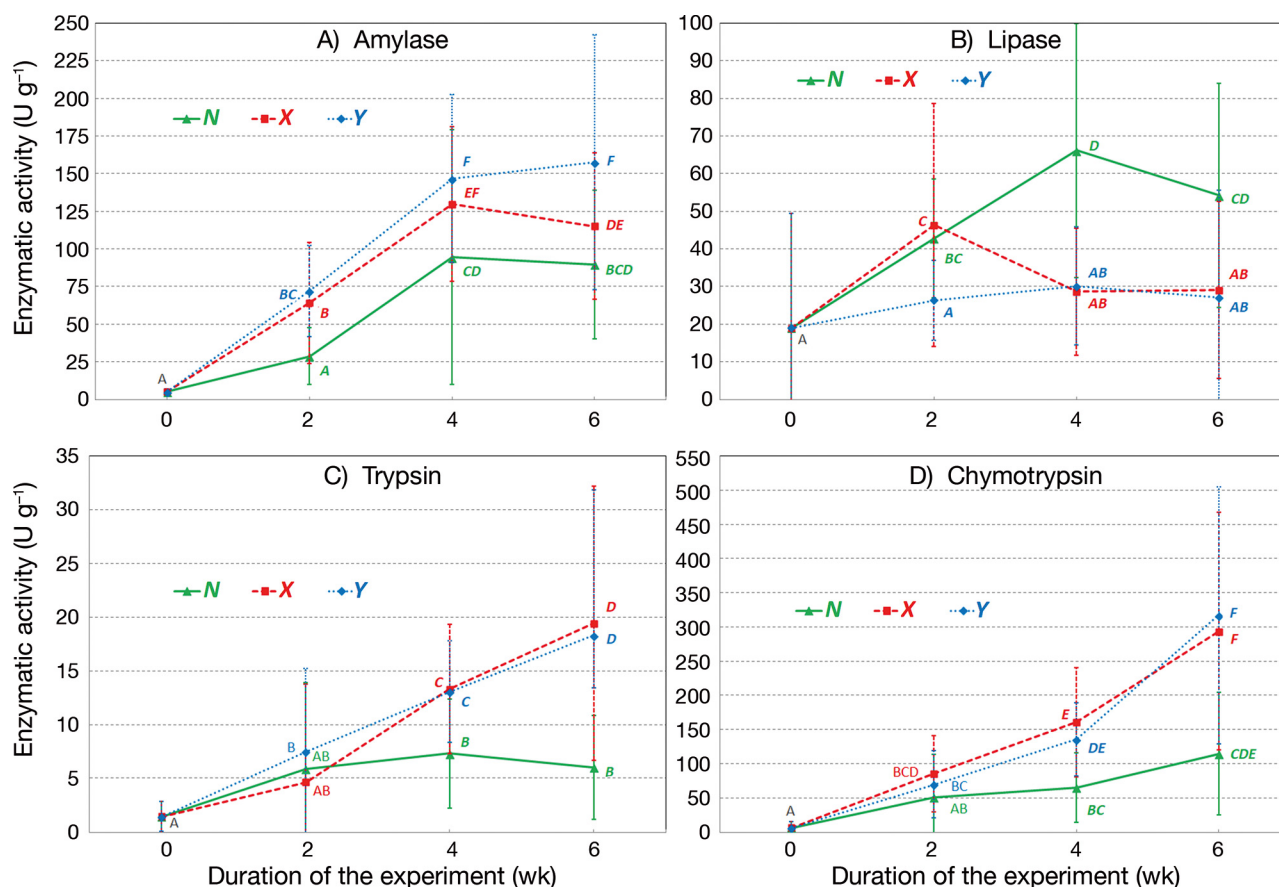 A) Amylase
Enzymatic activity (U g⁻¹)
250
225
200
175
150
125
100
75
50
25
0
N X Y
A
BC
B
A
F
EF
CD
F
DE
BCD
0 2 4 6
B) Lipase
100
90
80
70
60
50
40
30
20
10
0
N X Y
A
C
BC
A
D
AB
AB
CD
AB
AB
0 2 4 6
C) Trypsin
Enzymatic activity (U g⁻¹)
35
30
25
20
15
10
5
0
N X Y
A
B
AB
AB
C
C
B
D
D
B
0 2 4 6
Duration of the experiment (wk)
D) Chymotrypsin
550
500
450
400
350
300
250
200
150
100
50
0
N X Y
A
BCD
BC
AB
E
DE
BC
F
F
CDE
0 2 4 6
Duration of the experiment (wk)